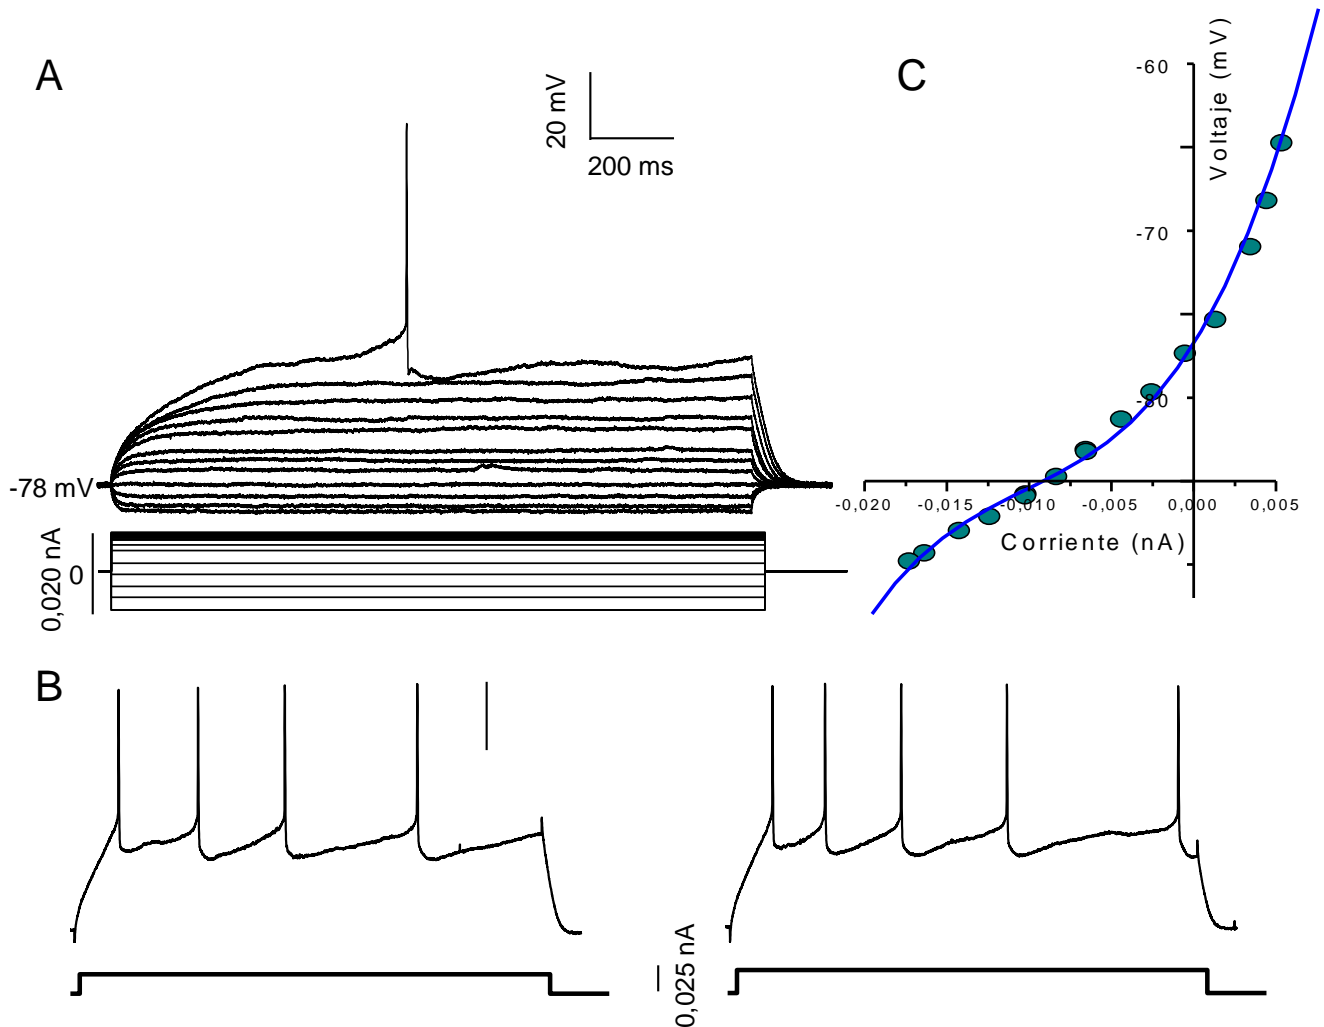 A
20 mV
200 ms
C
-60
Voltaje (mV)
-70
-80
-78 mV
-0,020
-0,015
-0,010
-0,005
0,000
0,005
Corriente (nA)
0,020 nA
0
B
0,025 nA